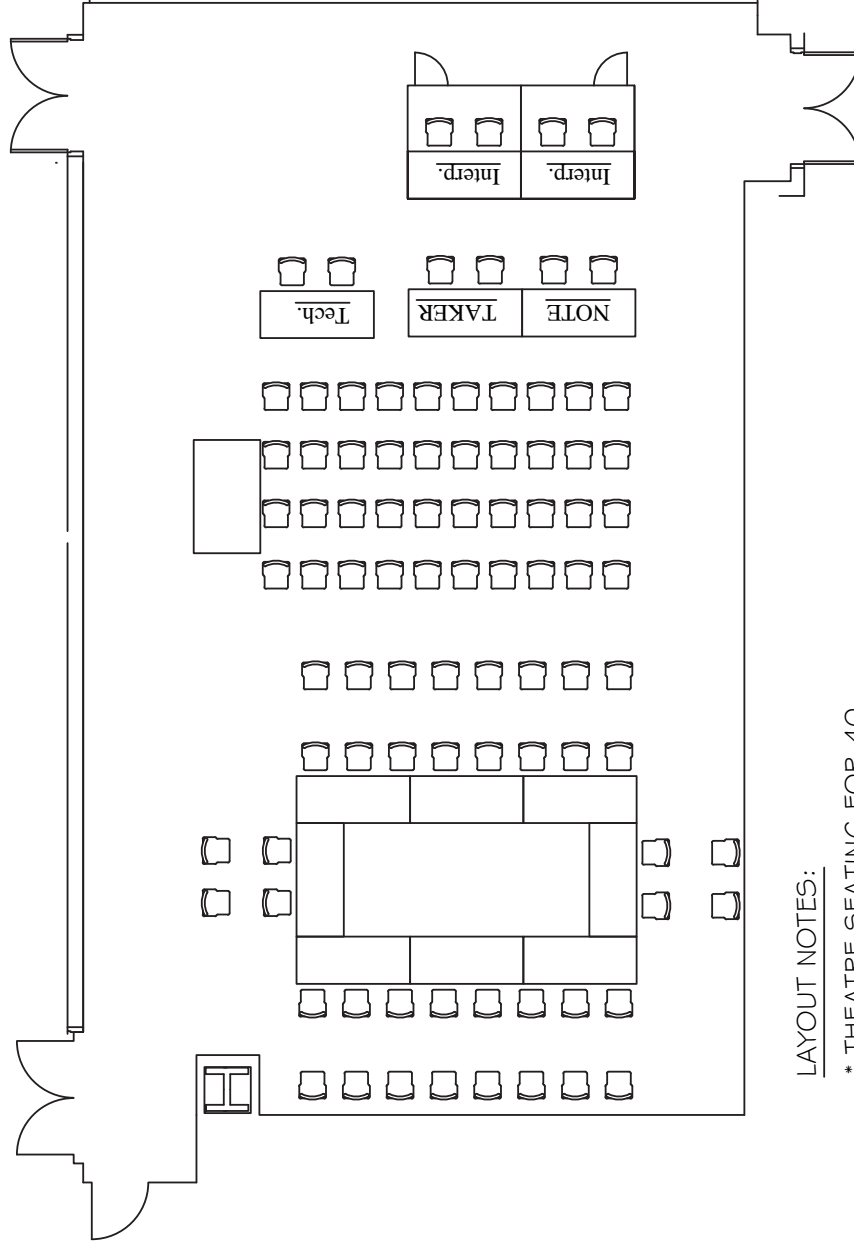 Interp.
Interp.
Tech.
TAKER
NOTE
LAYOUT NOTES:
* THEATRE SEATING FOR 40